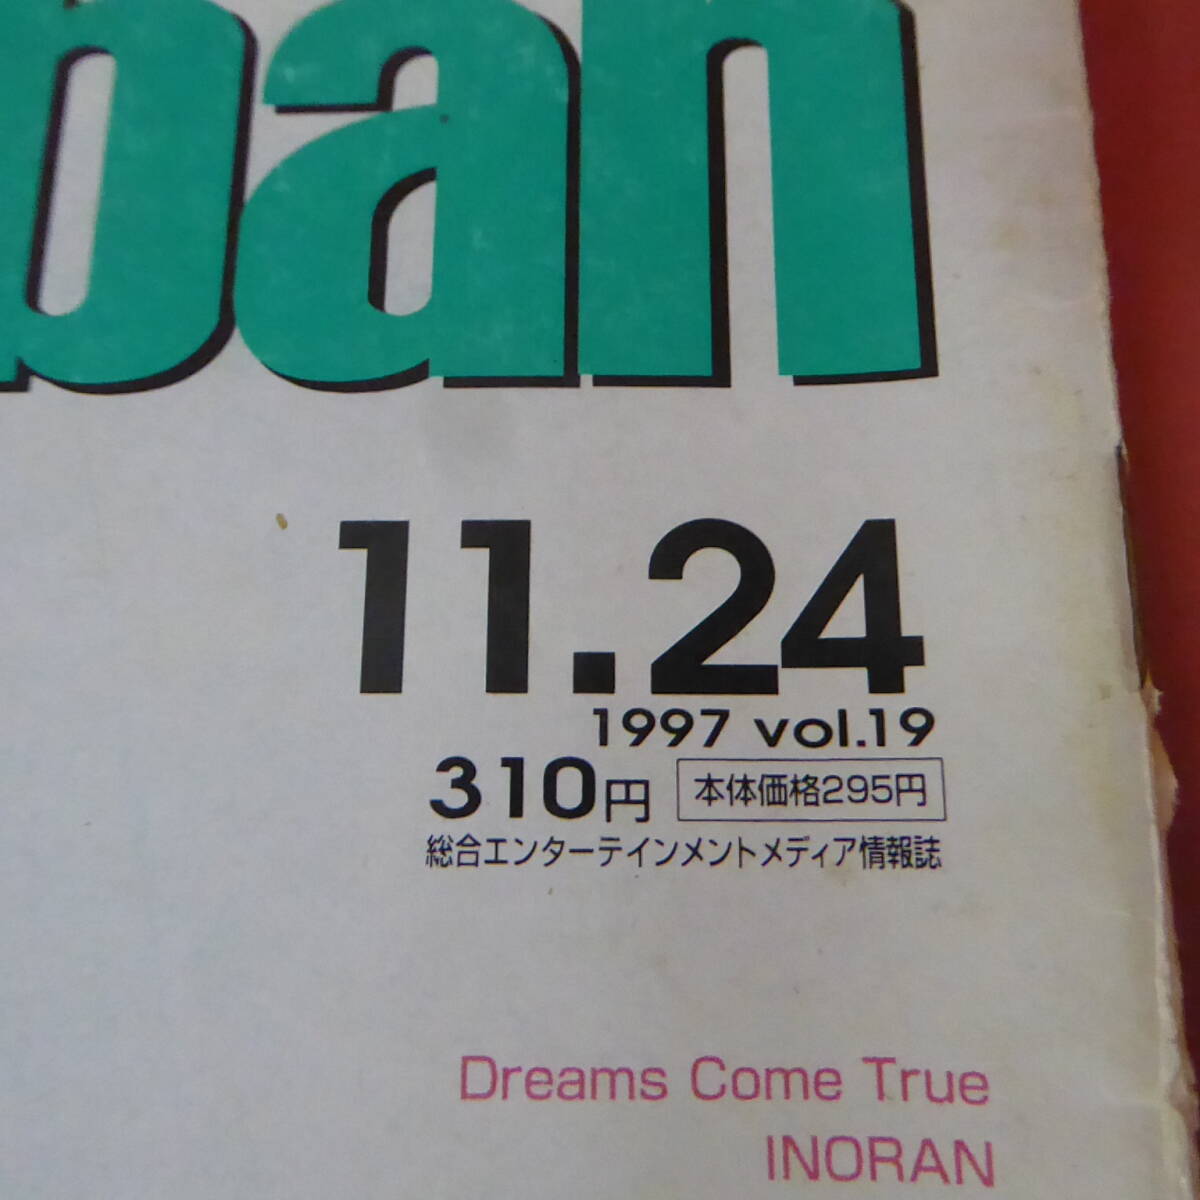 ban
11.24
1997 vol.19
310円 本体価格295円
総合エンターテインメントメディア情報誌
Dreams Come True
INORAN